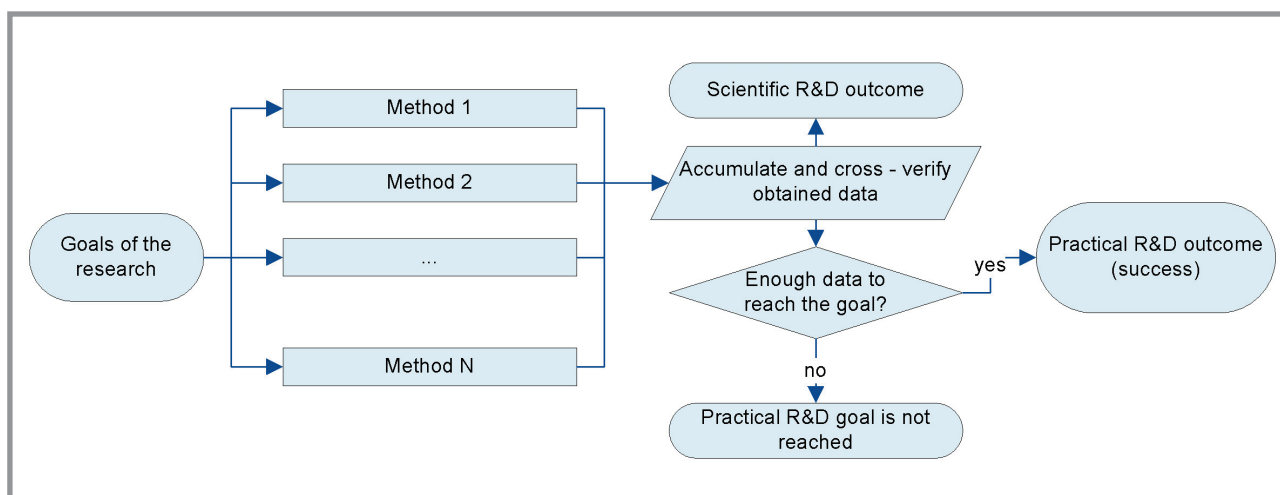 Goals of the
research
Method 1
Method 2
...
Method N
Scientific R&D outcome
Accumulate and cross - verify
obtained data
Enough data to
reach the goal?
yes
Practical R&D outcome
(success)
no
Practical R&D goal is not
reached